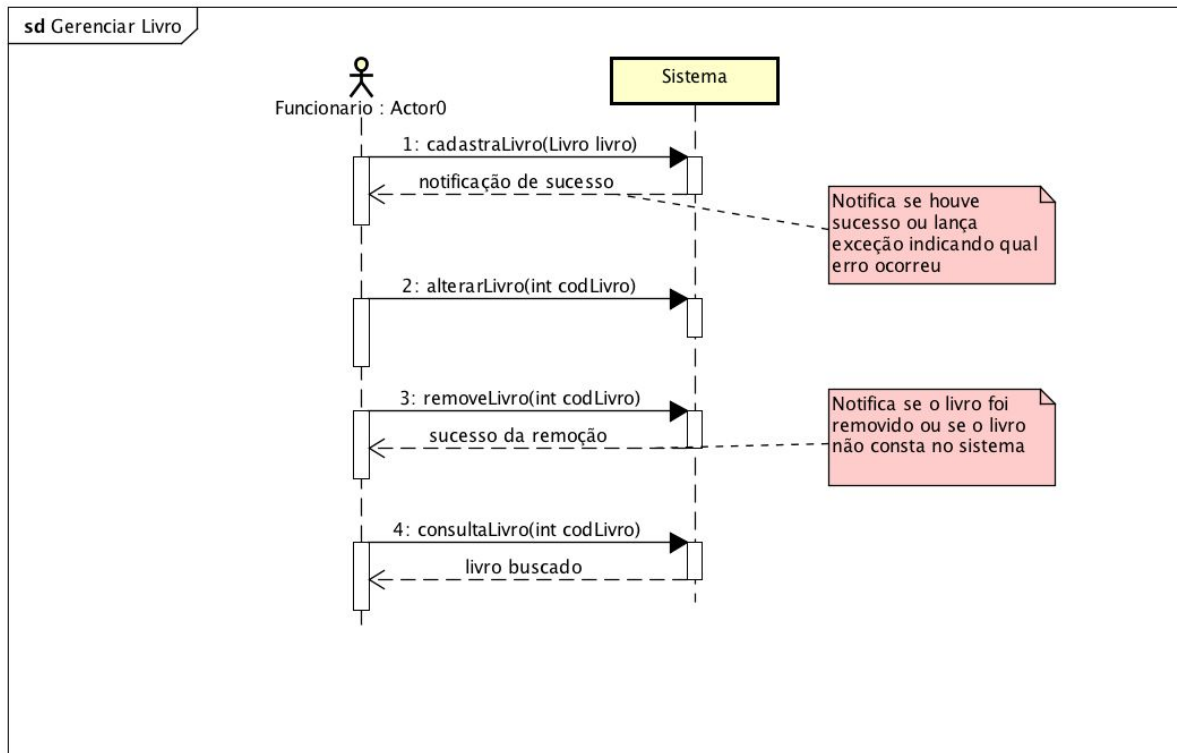 sd Gerenciar Livro
Funcionario : Actor0
Sistema
1: cadastraLivro(Livro livro)
notificação de sucesso
Notifica se houve
sucesso ou lança
exceção indicando qual
erro ocorreu
2: alterarLivro(int codLivro)
3: removeLivro(int codLivro)
sucesso da remoção
Notifica se o livro foi
removido ou se o livro
não consta no sistema
4: consultaLivro(int codLivro)
livro buscado